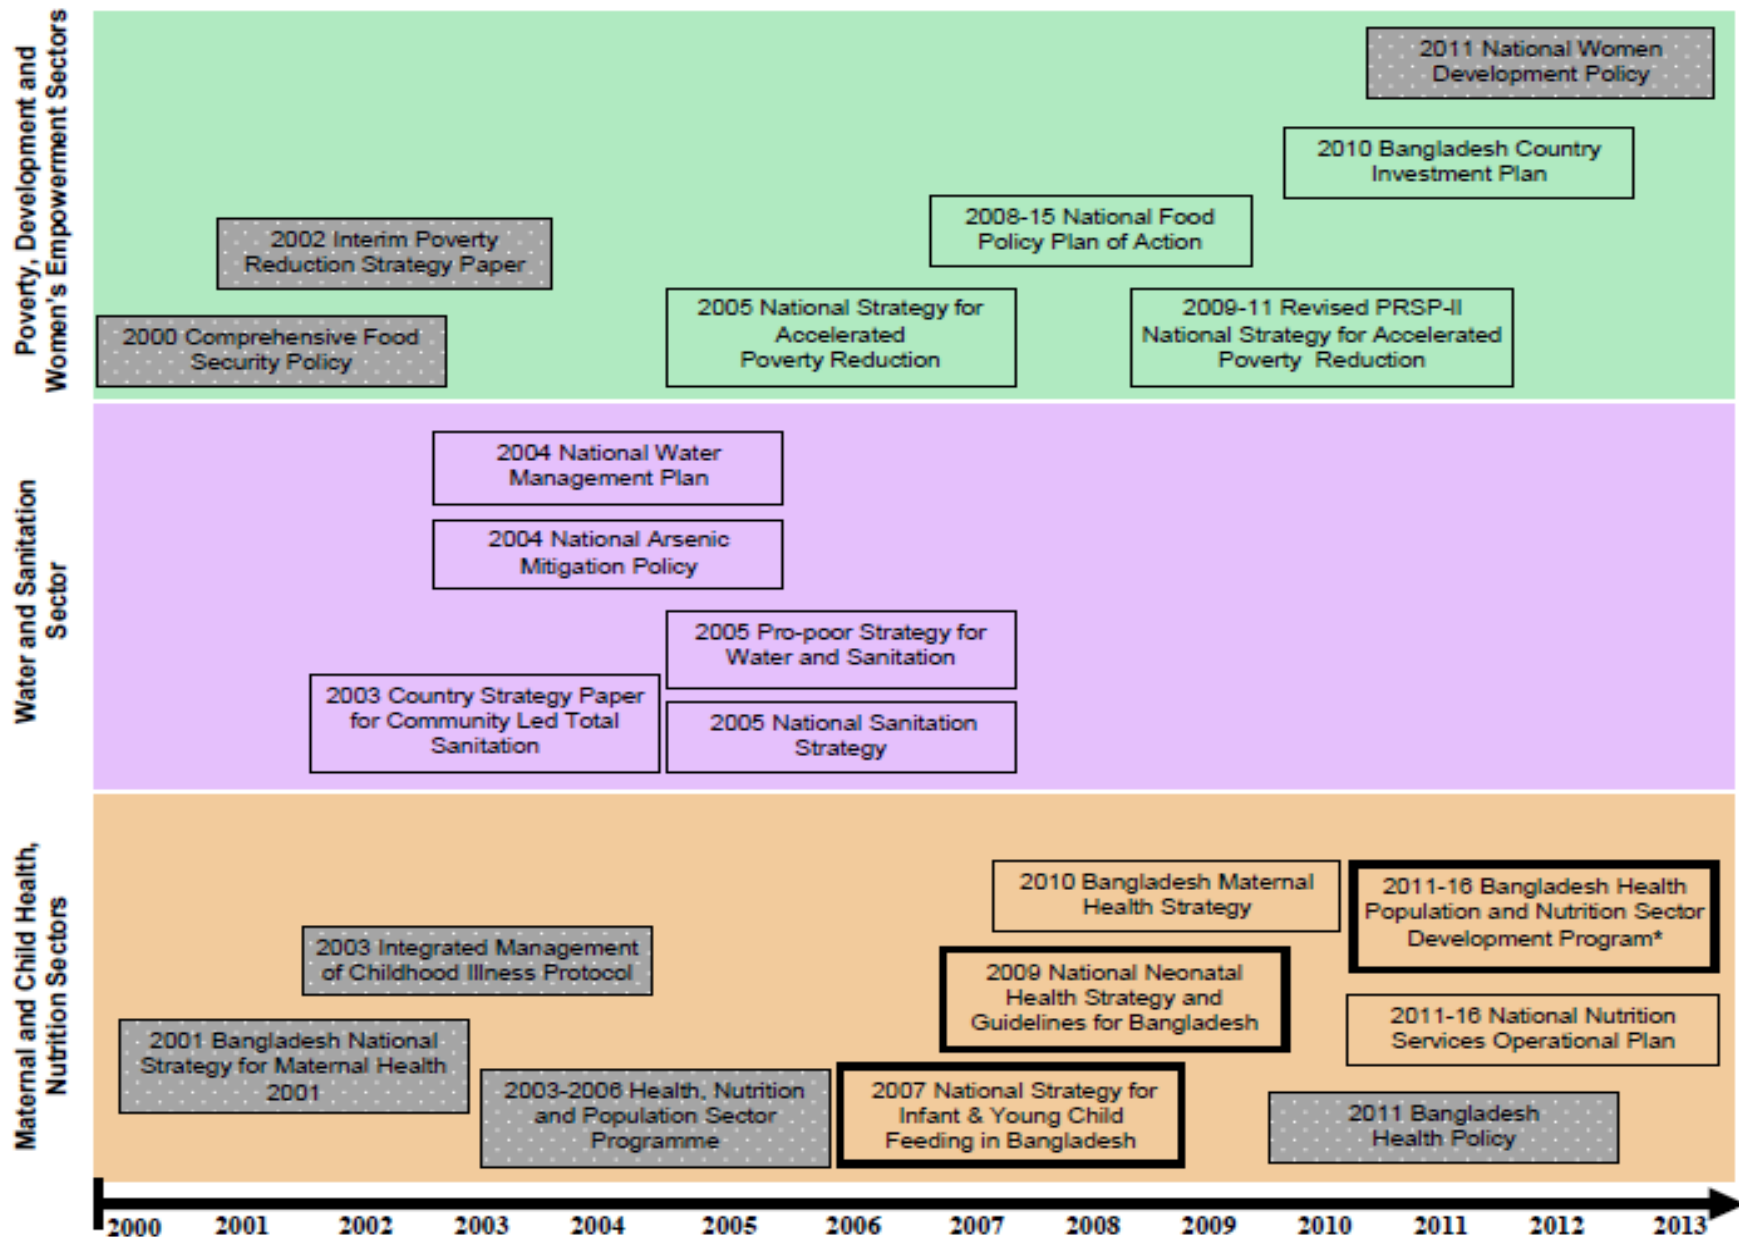 Poverty, Development and
Women's Empowerment Sectors
2011 National Women
Development Policy
2010 Bangladesh Country
Investment Plan
2008-15 National Food
Policy Plan of Action
2002 Interim Poverty
Reduction Strategy Paper
2005 National Strategy for
Accelerated
Poverty Reduction
2009-11 Revised PRSP-II
National Strategy for Accelerated
Poverty Reduction
2000 Comprehensive Food
Security Policy
Water and Sanitation
Sector
2004 National Water
Management Plan
2004 National Arsenic
Mitigation Policy
2005 Pro-poor Strategy for
Water and Sanitation
2003 Country Strategy Paper
for Community Led Total
Sanitation
2005 National Sanitation
Strategy
Maternal and Child Health,
Nutrition Sectors
2010 Bangladesh Maternal
Health Strategy
2011-16 Bangladesh Health
Population and Nutrition Sector
Development Program*
2003 Integrated Management
of Childhood Illness Protocol
2009 National Neonatal
Health Strategy and
Guidelines for Bangladesh
2011-16 National Nutrition
Services Operational Plan
2001 Bangladesh National
Strategy for Maternal Health
2001
2003-2006 Health, Nutrition
and Population Sector
Programme
2007 National Strategy for
Infant & Young Child
Feeding in Bangladesh
2011 Bangladesh
Health Policy
2000 2001 2002 2003 2004 2005 2006 2007 2008 2009 2010 2011 2012 2013